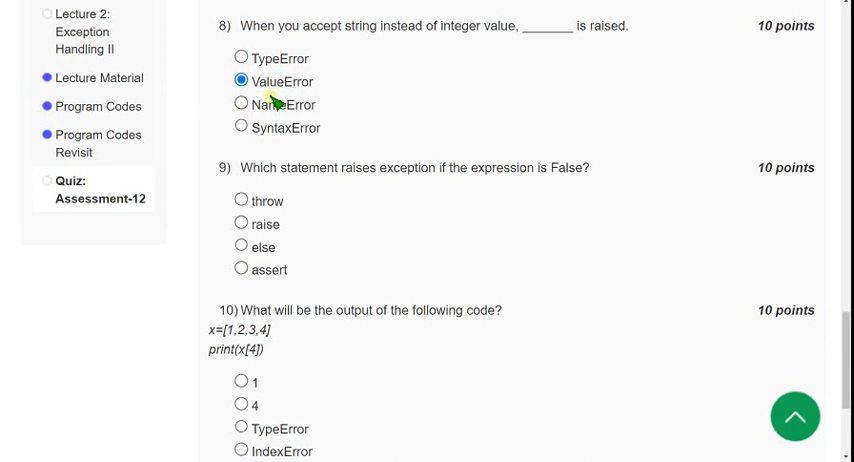 Lecture 2:
Exception
Handling II
Lecture Material
Program Codes
Program Codes
Revisit
Quiz:
Assessment-12
8) When you accept string instead of integer value, _______ is raised. 10 points
TypeError
ValueError
NameError
SyntaxError
9) Which statement raises exception if the expression is False? 10 points
throw
raise
else
assert
10) What will be the output of the following code? 10 points
x=[1,2,3,4]
print(x[4])
1
4
TypeError
IndexError